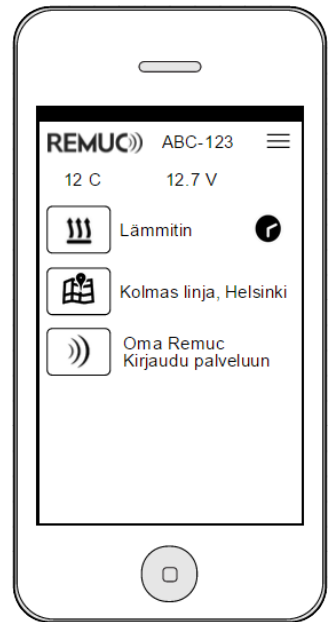 REMUC ABC-123
12 C 12.7 V
Lämmitin
Kolmas linja, Helsinki
Oma Remuc
Kirjaudu palveluun